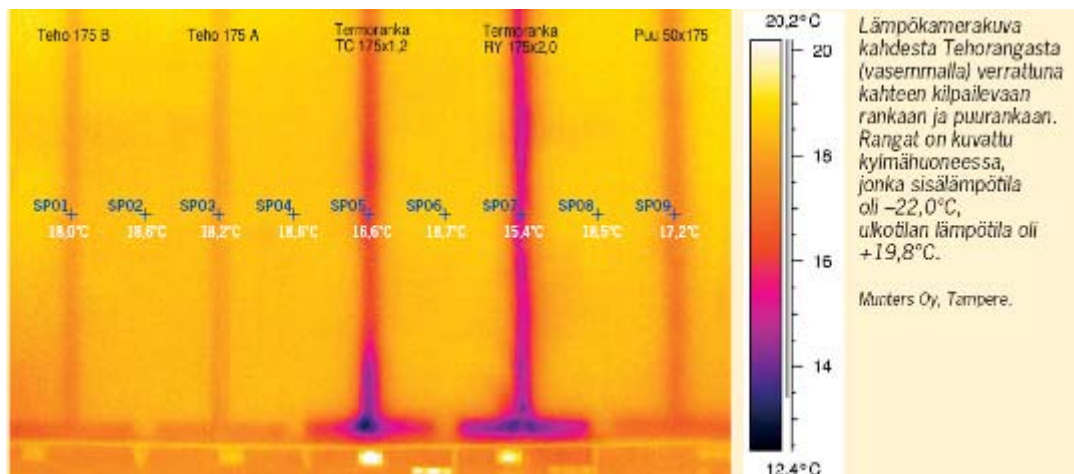 Teho 175 B
Teho 175 A
Termoranka
TC 175x1,2
Termoranka
RY 175x2,0
Puu 50x175
SP01
SP02
SP03
SP04
SP05
SP06
SP07
SP08
SP09
18,0°C
18,6°C
18,2°C
18,6°C
16,6°C
18,7°C
15,4°C
18,5°C
17,2°C
20,2°C
20
18
16
14
12,4°C
Lämpökamerakuva
kahdesta Tehorangasta
(vasemmalla) verrattuna
kahteen kilpailevaan
rankaan ja puurankaan.
Rangat on kuvattu
kylmähuoneessa,
jonka sisälämpötila
oli –22,0°C,
ulkotilan lämpötila oli
+19,8°C.
Munters Oy, Tampere.